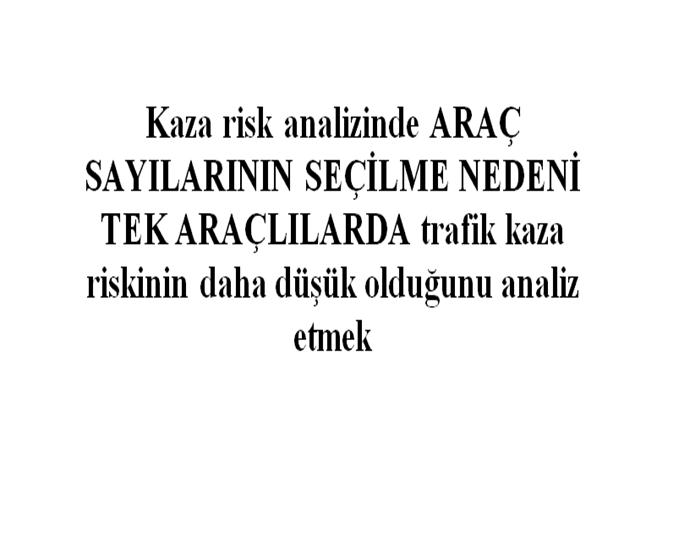 Kaza risk analizinde ARAÇ
SAYILARININ SEÇİLME NEDENİ
TEK ARAÇLILARDA trafik kaza
riskinin daha düşük olduğunu analiz
etmek